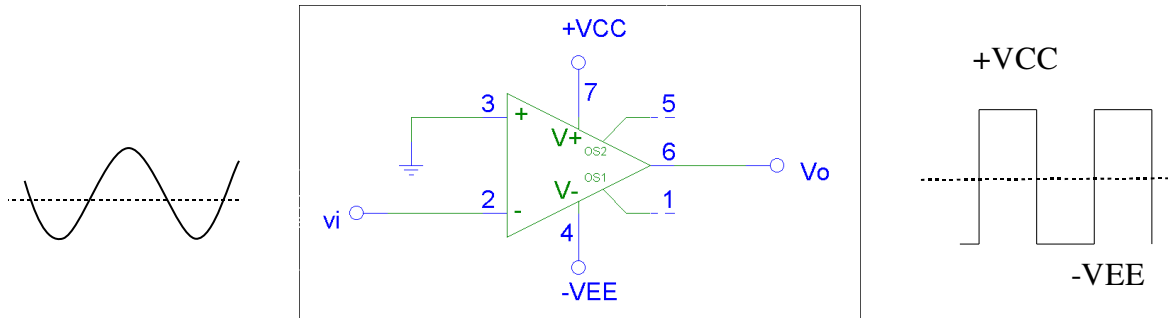 +VCC
7
3
+
5
V+
OS2
6
Vo
OS1
V-
2
-
1
vi
4
-VEE
+VCC
-VEE